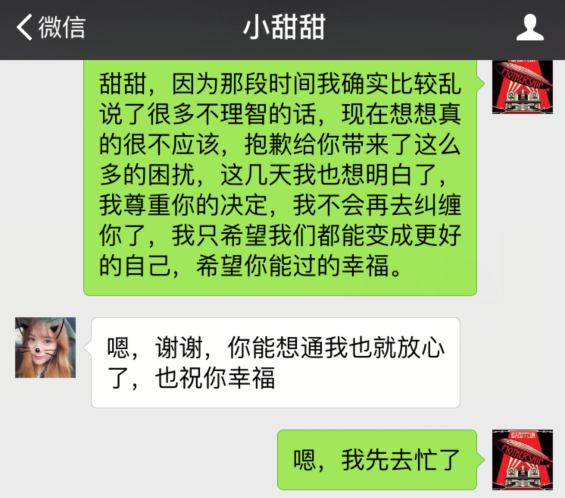 微信
小甜甜
甜甜，因为那段时间我确实比较乱
说了很多不理智的话，现在想想真
的很不应该，抱歉给你带来了这么
多的困扰，这几天我也想明白了，
我尊重你的决定，我不会再去纠缠
你了，我只希望我们都能变成更好
的自己，希望你能过的幸福。
嗯，谢谢，你能想通我也就放心
了，也祝你幸福
嗯，我先去忙了